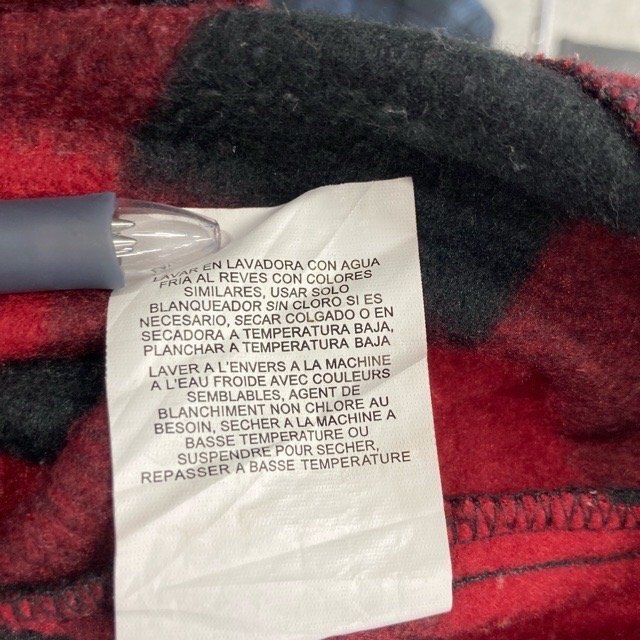 LAVAR EN LAVADORA CON AGUA
FRÍA AL REVES CON COLORES
SIMILARES, USAR SOLO
BLANQUEADOR SIN CLORO SI ES
NECESARIO, SECAR COLGADO O EN
SECADORA A TEMPERATURA BAJA,
PLANCHAR A TEMPERATURA BAJA
LAVER A L'ENVERS A LA MACHINE
A L'EAU FROIDE AVEC COULEURS
SEMBLABLES, AGENT DE
BLANCHIMENT NON CHLORE AU
BESOIN, SECHER A LA MACHINE A
BASSE TEMPERATURE OU
SUSPENDRE POUR SECHER,
REPASSER A BASSE TEMPERATURE